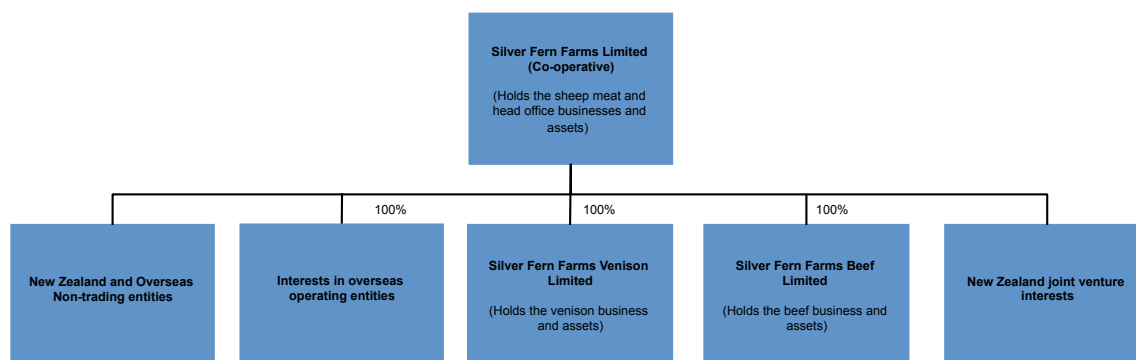 Silver Fern Farms Limited
(Co-operative)
(Holds the sheep meat and
head office businesses and
assets)
100%
100%
100%
New Zealand and Overseas
Non-trading entities
Interests in overseas
operating entities
Silver Fern Farms Venison
Limited
(Holds the venison business
and assets)
Silver Fern Farms Beef
Limited
(Holds the beef business and
assets)
New Zealand joint venture
interests